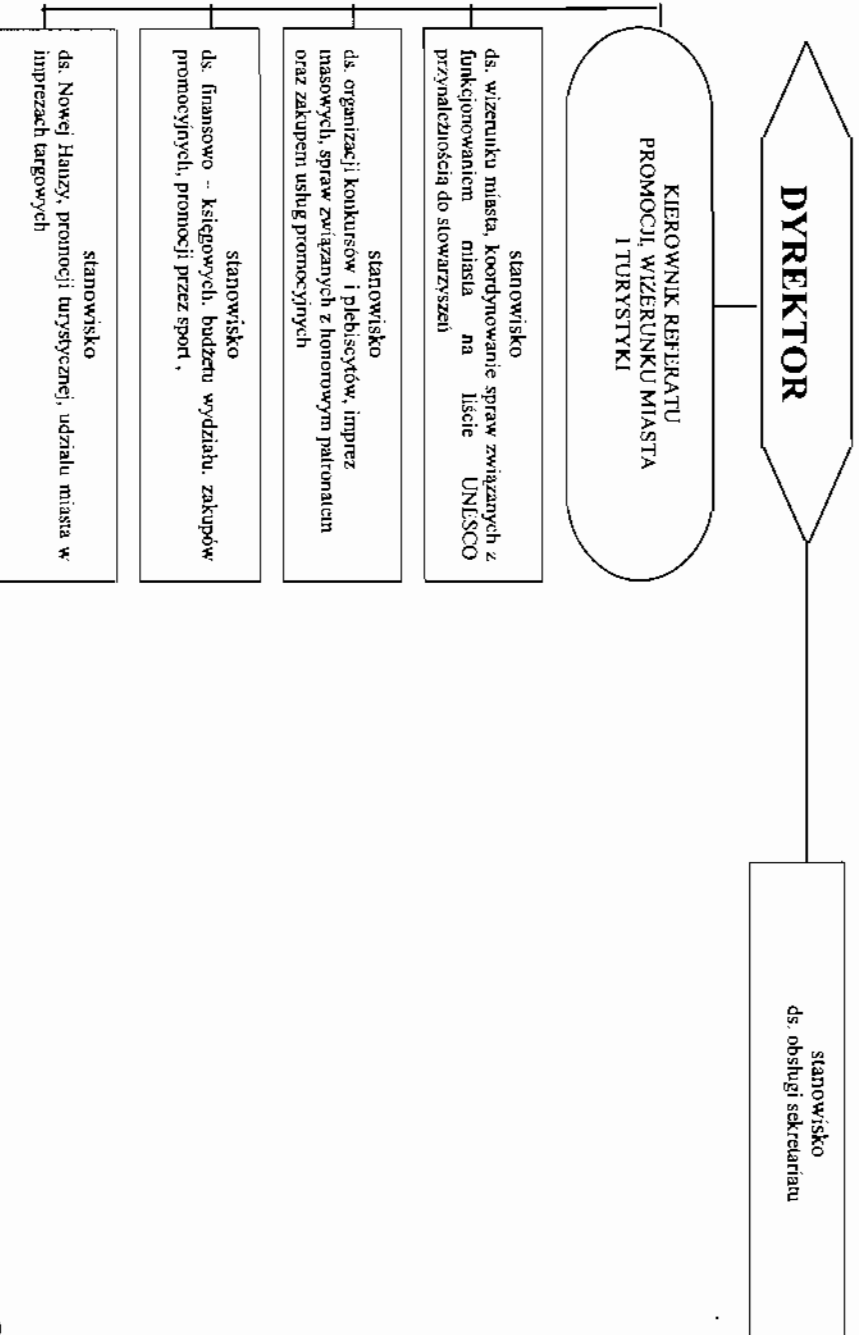 DYREKTOR
stanowisko
ds. obsługi sekretariatu
KIEROWNIK REFERATU
PROMOCJI, WIZERUNKU MIASTA
I TURYSTYKI
stanowisko
ds. wizerunku miasta, koordynowanie spraw związanych z
funkcjonowaniem miasta na liście UNESCO
przynależnością do stowarzyszeń
stanowisko
ds. organizacji konkursów i plebiscytów, imprez
masowych, spraw związanych z honorowym patronatem
oraz zakupem usług promocyjnych
stanowisko
ds. finansowo – księgowych, budżetu wydziału, zakupów
promocyjnych, promocji przez sport ,
stanowisko
ds. Nowej Hanzy, promocji turystycznej, udziału miasta w
imprezach targowych